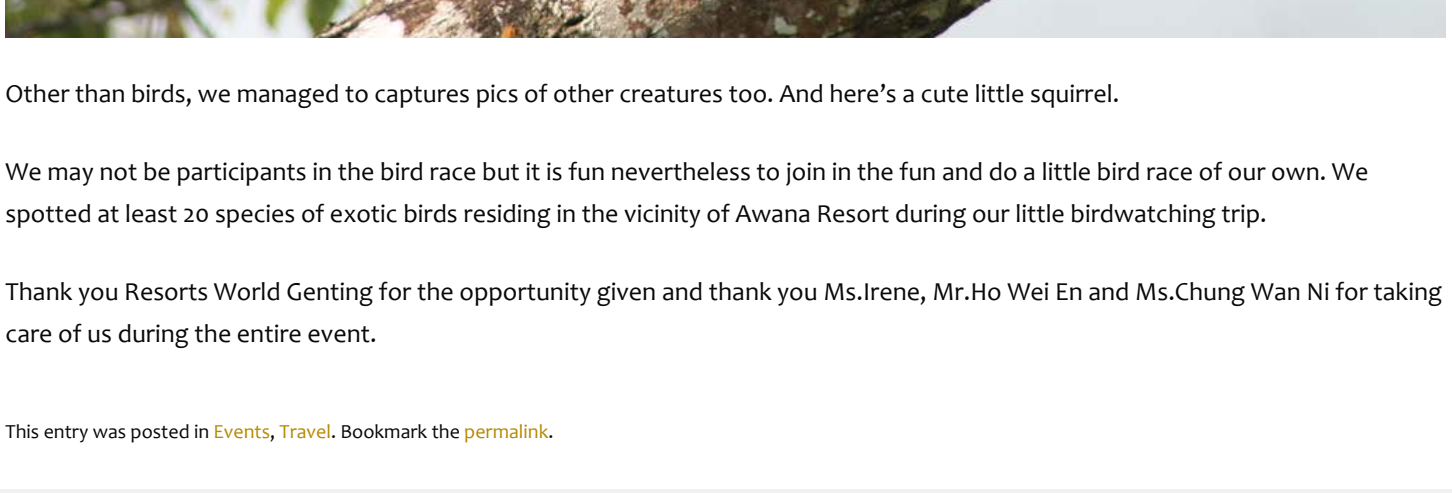 Other than birds, we managed to captures pics of other creatures too. And here’s a cute little squirrel.
We may not be participants in the bird race but it is fun nevertheless to join in the fun and do a little bird race of our own. We
spotted at least 20 species of exotic birds residing in the vicinity of Awana Resort during our little birdwatching trip.
Thank you Resorts World Genting for the opportunity given and thank you Ms.Irene, Mr.Ho Wei En and Ms.Chung Wan Ni for taking
care of us during the entire event.
This entry was posted in Events, Travel. Bookmark the permalink.